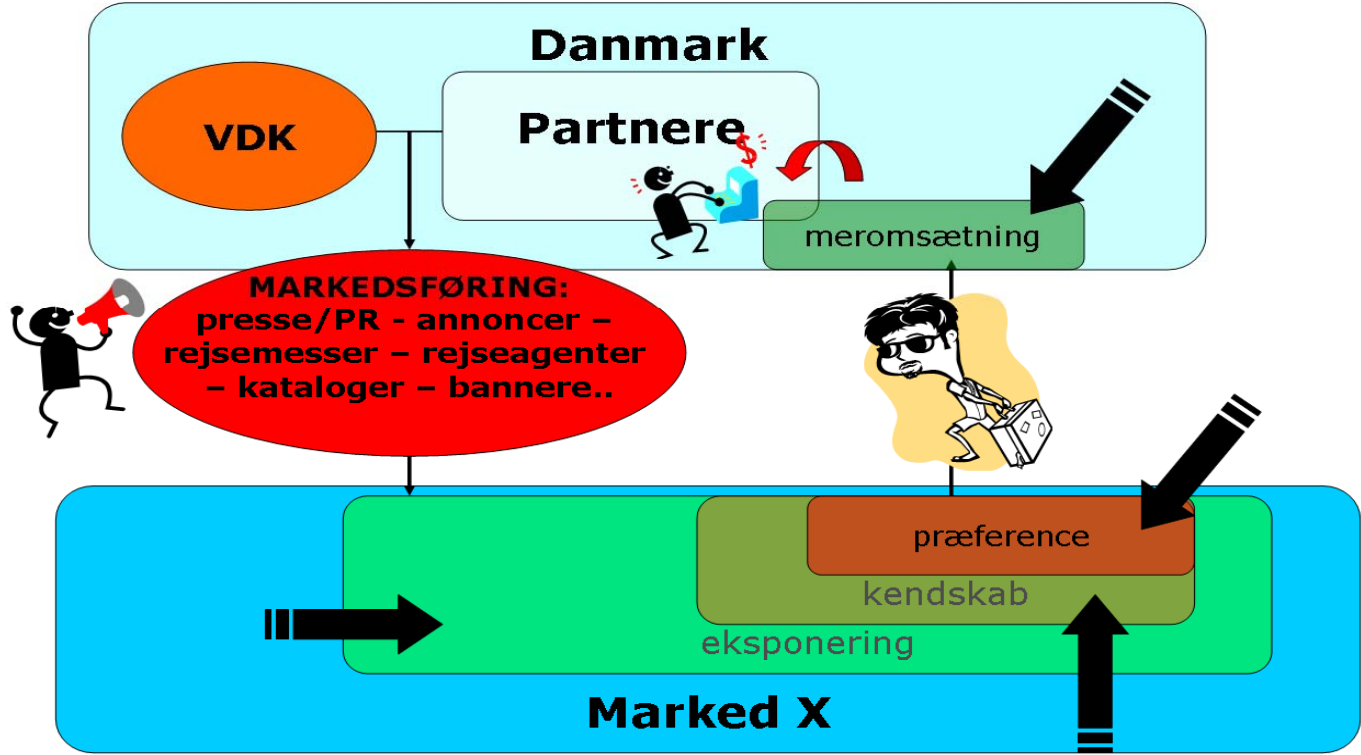 Danmark
VDK
Partnere
$
meromsætning
MARKEDSFØRING:
presse/PR - annoncer –
rejsemesser – rejseagenter
– kataloger – bannere..
præference
kendskab
eksponering
Marked X